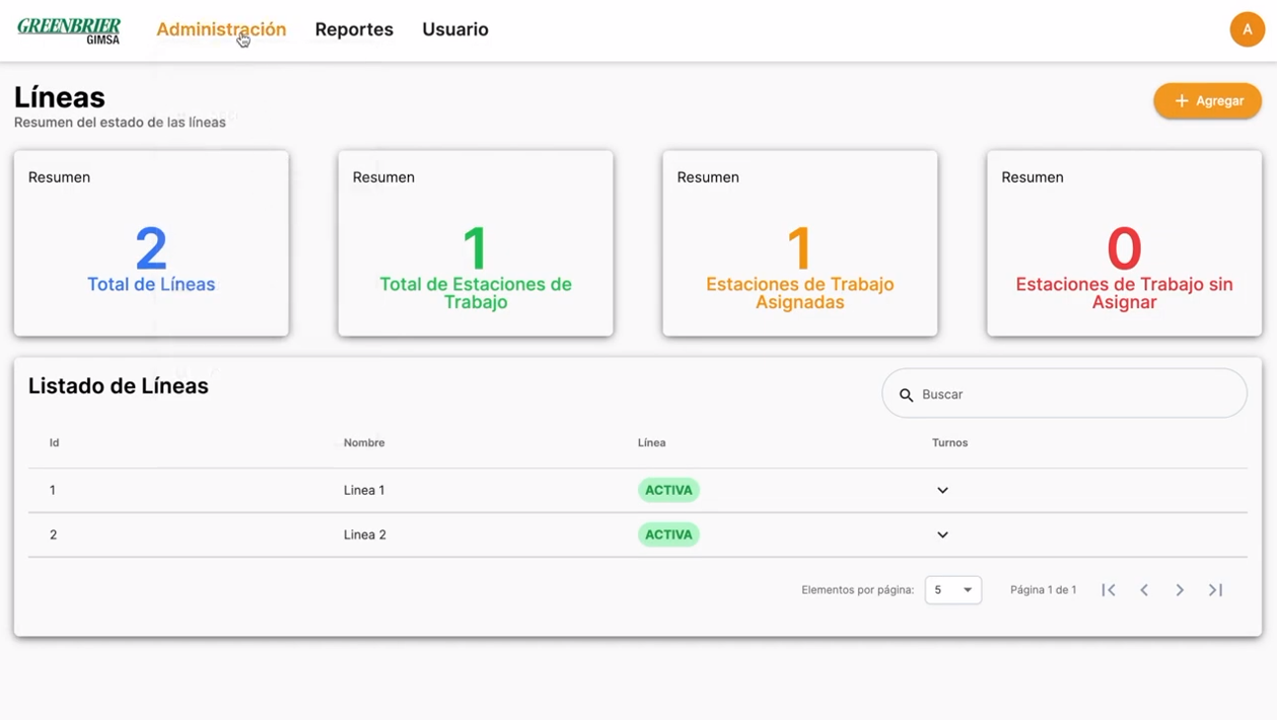 GREENBRIER
GIMSA
Administración
Reportes
Usuario
A
Líneas
Resumen del estado de las líneas
+ Agregar
Resumen
2
Total de Líneas
Resumen
1
Total de Estaciones de
Trabajo
Resumen
1
Estaciones de Trabajo
Asignadas
Resumen
0
Estaciones de Trabajo sin
Asignar
Listado de Líneas
Buscar
Id Nombre Línea Turnos
1 Linea 1 ACTIVA
2 Linea 2 ACTIVA
Elementos por página: 5 Página 1 de 1